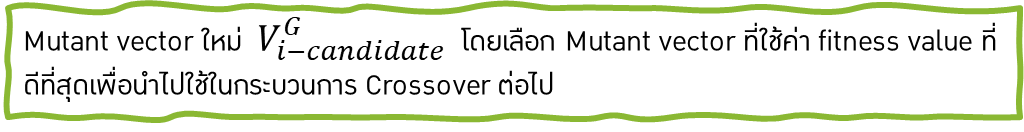 Mutant vector ใหม่ $V_{i-candidate}^{G}$ โดยเลือก Mutant vector ที่ใช้ค่า fitness value ที่
ดีที่สุดเพื่อนำไปใช้ในกระบวนการ Crossover ต่อไป